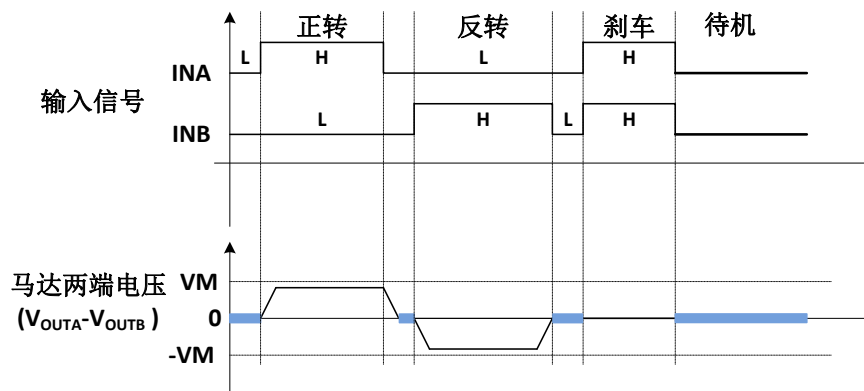 正转 反转 刹车 待机
L H L H
INA
输入信号
L H L H
INB
马达两端电压
(VOUTA-VOUTB )
VM
0
-VM